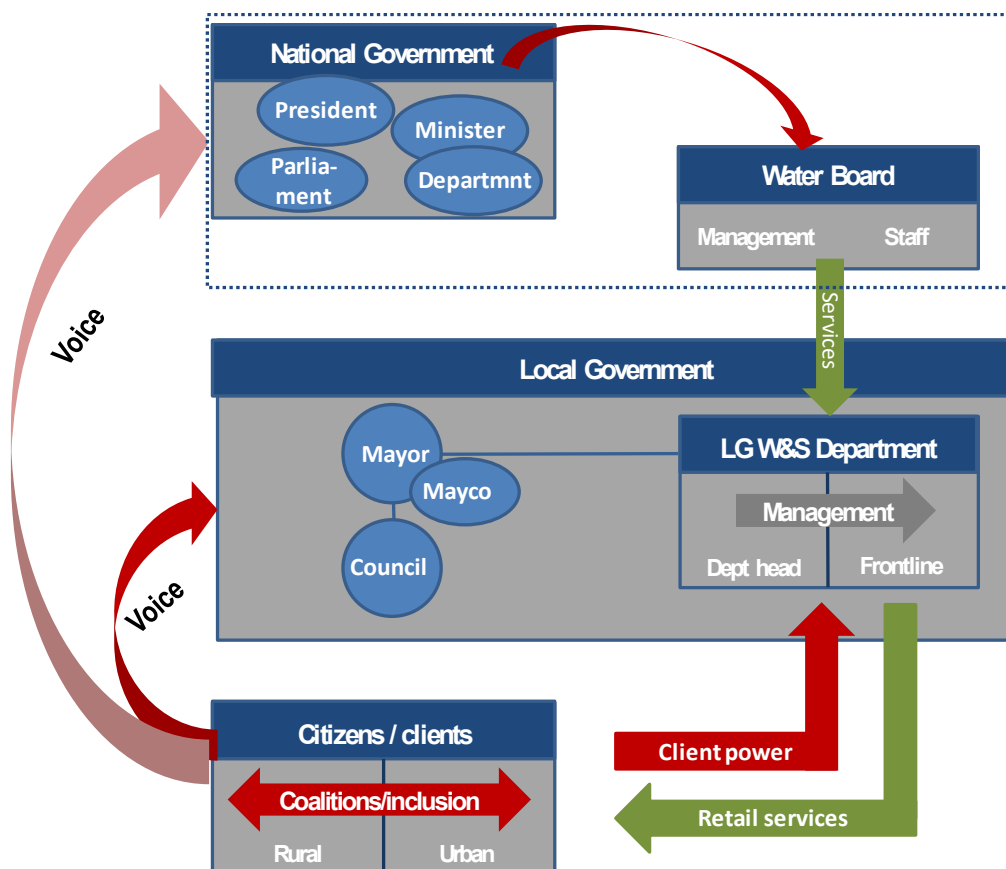 National Government
President
Minister
Parlia-
ment
Departmnt
Water Board
Management
Staff
Services
Voice
Local Government
Mayor
Mayco
Council
LG W&S Department
Management
Dept head
Frontline
Voice
Citizens / clients
Coalitions/inclusion
Rural
Urban
Client power
Retail services